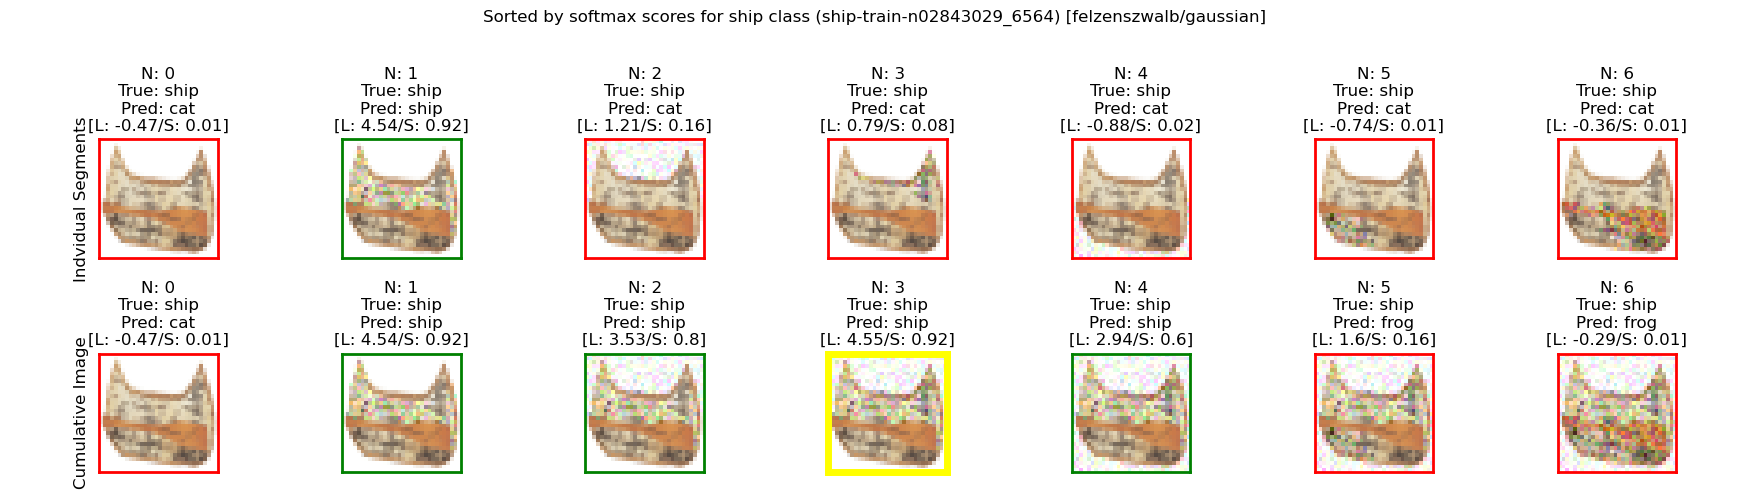 Sorted by softmax scores for ship class (ship-train-n02843029_6564) [felzenszwalb/gaussian]
Indvidual Segments
N: 0
True: ship
Pred: cat
[L: -0.47/S: 0.01]
N: 1
True: ship
Pred: ship
[L: 4.54/S: 0.92]
N: 2
True: ship
Pred: cat
[L: 1.21/S: 0.16]
N: 3
True: ship
Pred: cat
[L: 0.79/S: 0.08]
N: 4
True: ship
Pred: cat
[L: -0.88/S: 0.02]
N: 5
True: ship
Pred: cat
[L: -0.74/S: 0.01]
N: 6
True: ship
Pred: cat
[L: -0.36/S: 0.01]
Cumulative Image
N: 0
True: ship
Pred: cat
[L: -0.47/S: 0.01]
N: 1
True: ship
Pred: ship
[L: 4.54/S: 0.92]
N: 2
True: ship
Pred: ship
[L: 3.53/S: 0.8]
N: 3
True: ship
Pred: ship
[L: 4.55/S: 0.92]
N: 4
True: ship
Pred: ship
[L: 2.94/S: 0.6]
N: 5
True: ship
Pred: frog
[L: 1.6/S: 0.16]
N: 6
True: ship
Pred: frog
[L: -0.29/S: 0.01]